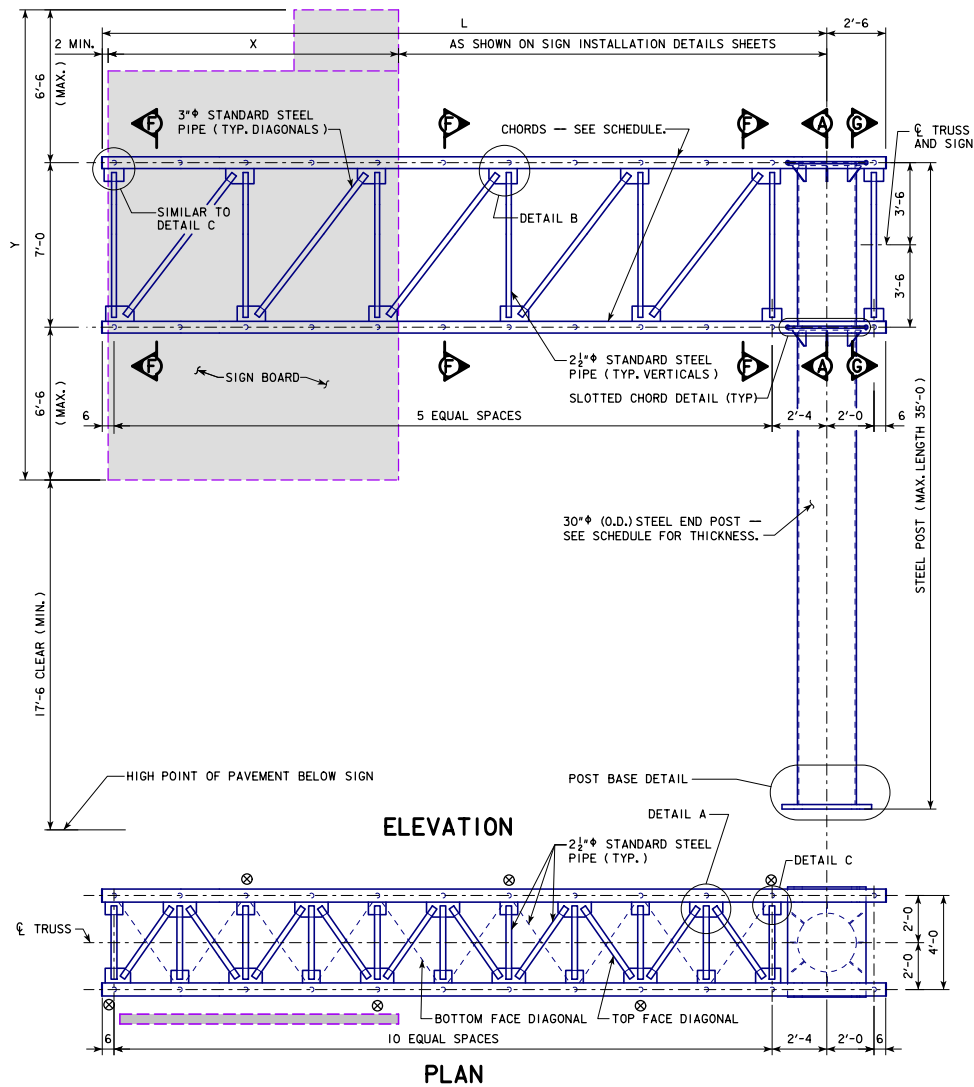 L
2'-6
2 MIN.
X
AS SHOWN ON SIGN INSTALLATION DETAILS SHEETS
6'-6
(MAX.)
3"ϕ STANDARD STEEL
PIPE (TYP. DIAGONALS)
CHORDS -- SEE SCHEDULE.
F
F
F
A
G
℄ TRUSS
AND SIGN
SIMILAR TO
DETAIL C
DETAIL B
3'-6
Y
7'-0
3'-6
F
F
F
A
G
SIGN BOARD
2½"ϕ STANDARD STEEL
PIPE (TYP. VERTICALS)
SLOTTED CHORD DETAIL (TYP)
6'-6
(MAX.)
6
5 EQUAL SPACES
2'-4
2'-0
6
STEEL POST (MAX. LENGTH 35'-0)
30"ϕ (O.D.) STEEL END POST —
SEE SCHEDULE FOR THICKNESS.
17'-6 CLEAR (MIN.)
HIGH POINT OF PAVEMENT BELOW SIGN
POST BASE DETAIL
ELEVATION
DETAIL A
2½"ϕ STANDARD STEEL
PIPE (TYP.)
DETAIL C
℄ TRUSS
2'-0
4'-0
2'-0
BOTTOM FACE DIAGONAL
TOP FACE DIAGONAL
6
10 EQUAL SPACES
2'-4
2'-0
6
PLAN